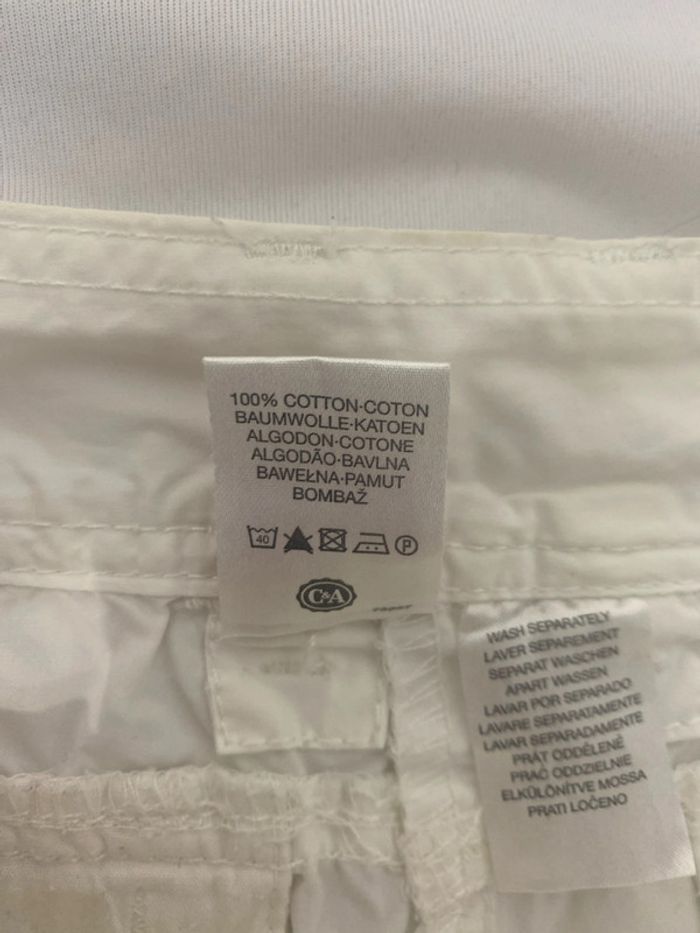 100% COTTON·COTON
BAUMWOLLE·KATOEN
ALGODON·COTONE
ALGODÃO·BAVLNA
BAWEŁNA·PAMUT
BOMBAŽ
40
P
C&A
WASH SEPARATELY
LAVER SEPAREMENT
SEPARAT WASCHEN
APART WASSEN
LAVAR POR SEPARADO
LAVARE SEPARATAMENTE
LAVAR SEPARADAMENTE
PRÁT ODDĚLENĚ
PRAĆ ODDZIELNIE
ELKÜLÖNÍTVE MOSSA
PRATI LOČENO